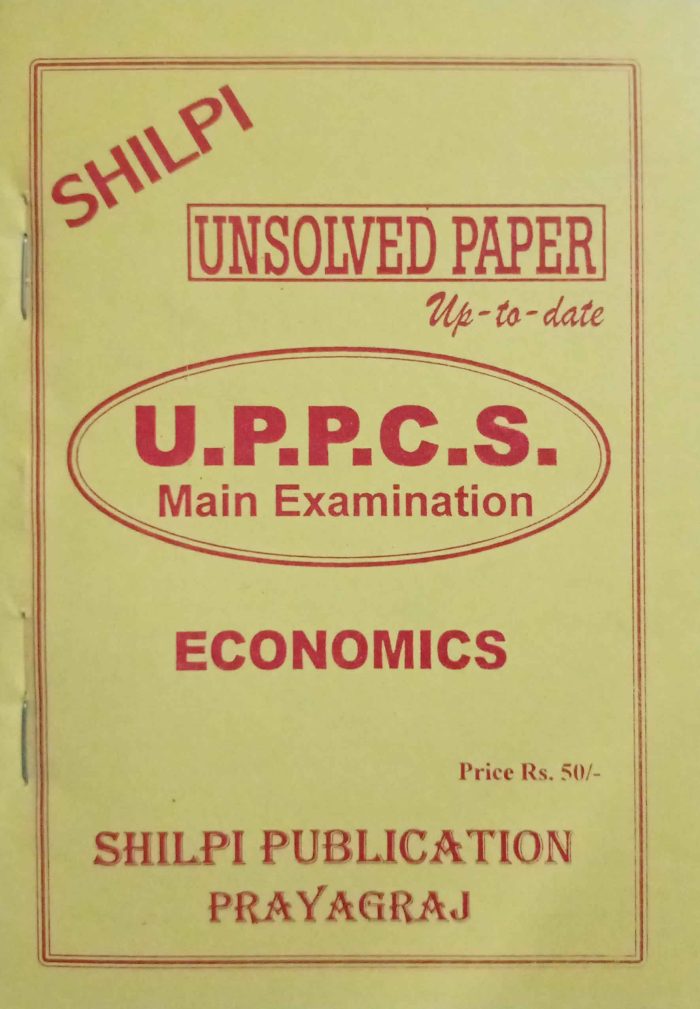 SHILPI
UNSOLVED PAPER
Up-to-date
U.P.P.C.S.
Main Examination
ECONOMICS
Price Rs. 50/-
SHILPI PUBLICATION
PRAYAGRAJ